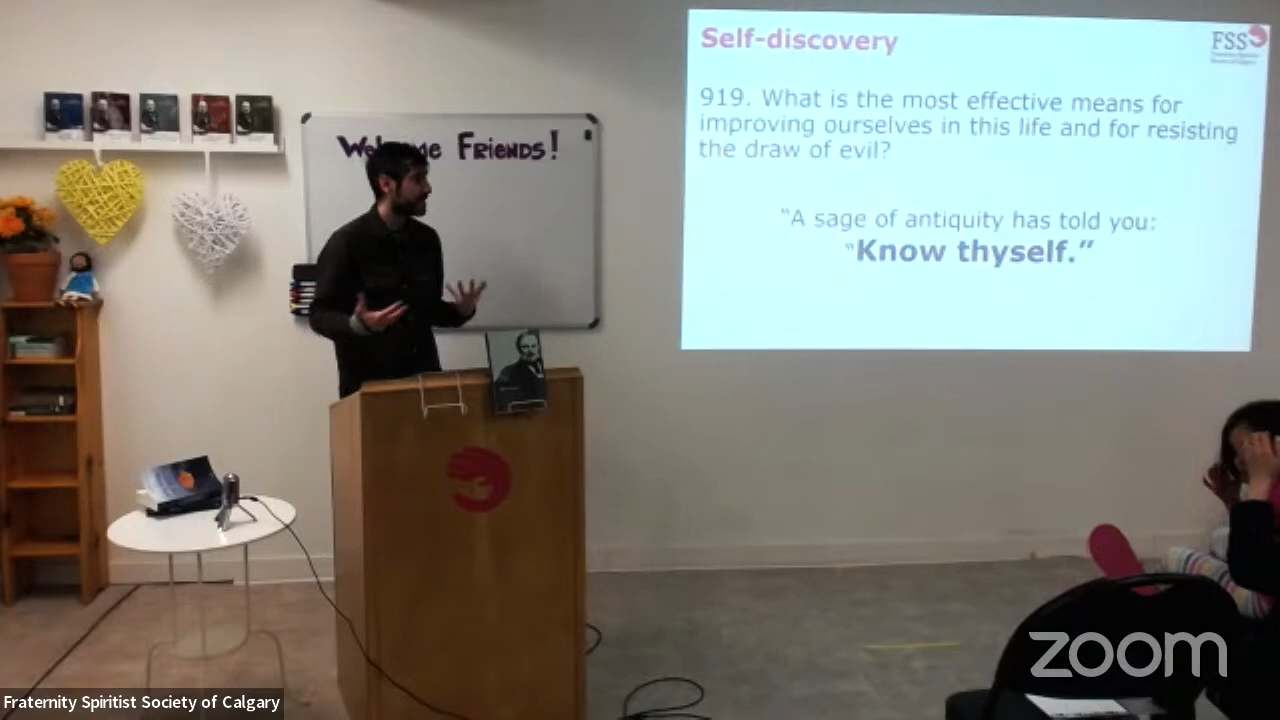 Self-discovery
FSS
919. What is the most effective means for
improving ourselves in this life and for resisting
the draw of evil?
"A sage of antiquity has told you:
"Know thyself."
Friends!
zoom
Fraternity Spiritist Society of Calgary